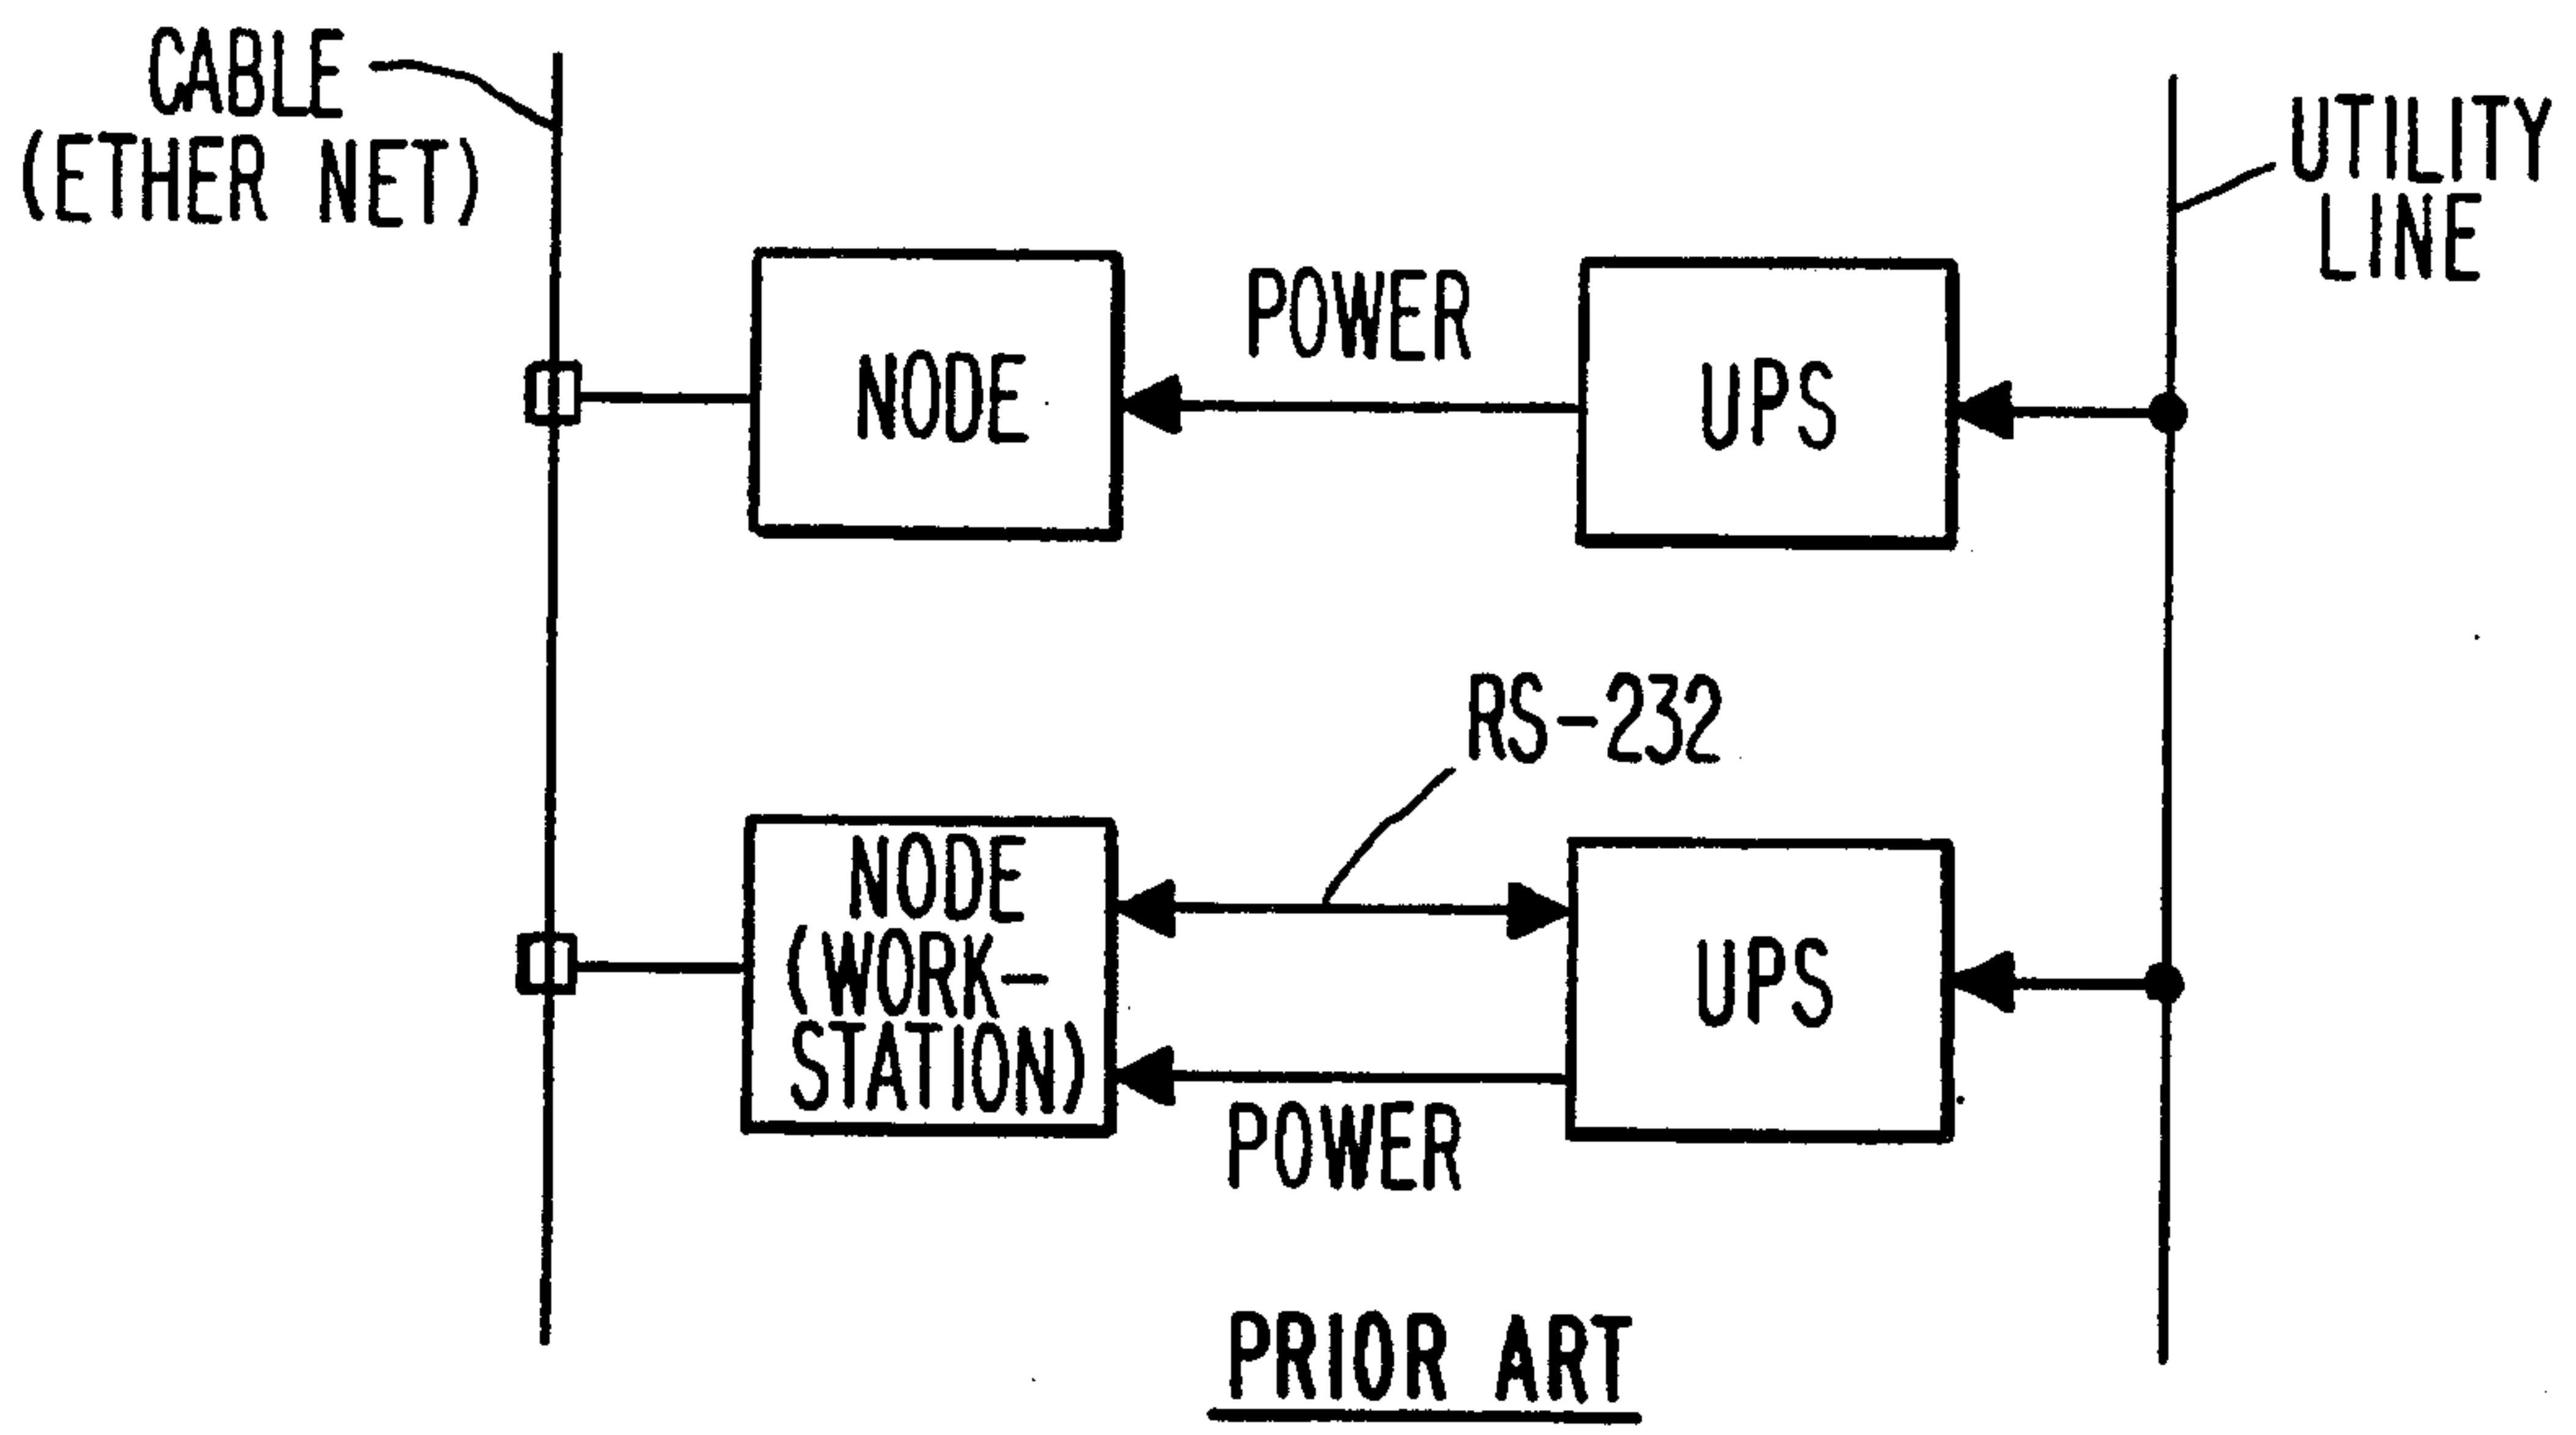 CABLE
(ETHER NET)
UTILITY
LINE
NODE
POWER
UPS
RS-232
NODE
(WORK-
STATION)
UPS
POWER
PRIOR ART